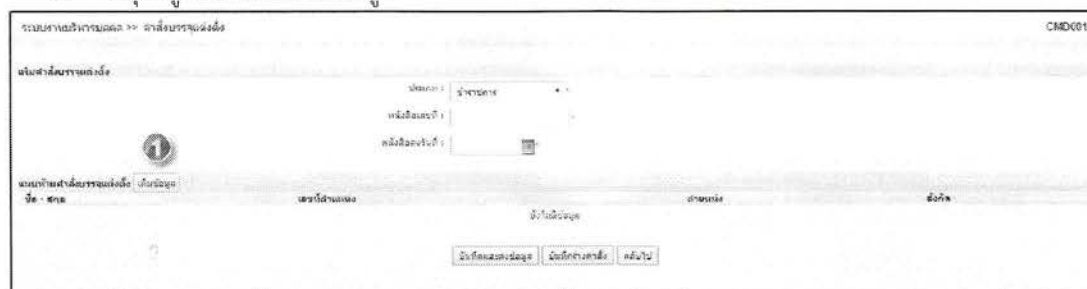 ระบบงานบริหารบุคคล >> คำสั่งบรรจุแต่งตั้ง CMD001
เพิ่มคำสั่งบรรจุแต่งตั้ง
ประเภท : ข้าราชการ
หนังสือเลขที่ :
หนังสือลงวันที่ :
1
แนบท้ายคำสั่งบรรจุแต่งตั้ง เพิ่มข้อมูล
ชื่อ - สกุล เลขที่ตำแหน่ง ตำแหน่ง สังกัด
ยังไม่มีข้อมูล
บันทึกและส่งข้อมูล บันทึกร่างคำสั่ง กลับไป